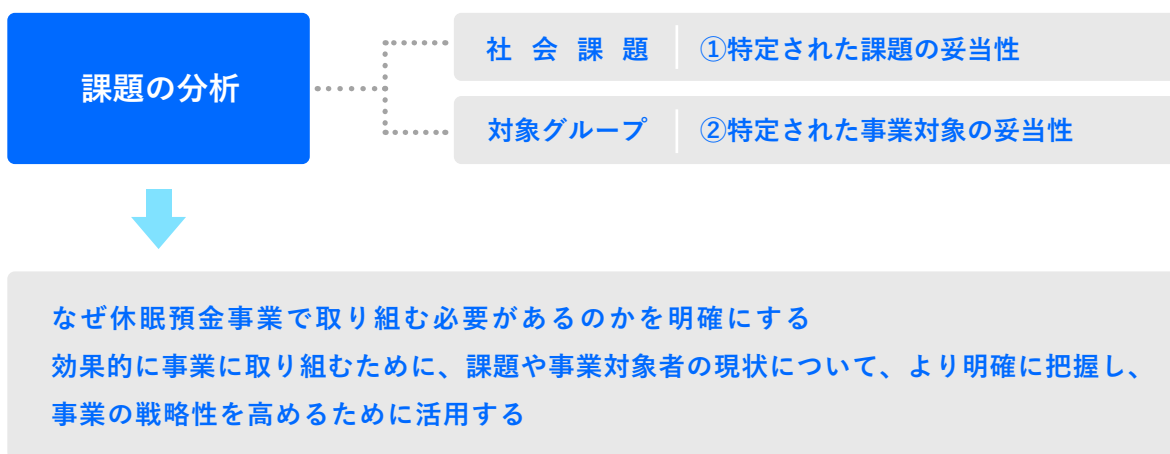 課題の分析
社会課題 ①特定された課題の妥当性
対象グループ ②特定された事業対象の妥当性
なぜ休眠預金事業で取り組む必要があるのかを明確にする
効果的に事業に取り組むために、課題や事業対象者の現状について、より明確に把握し、
事業の戦略性を高めるために活用する